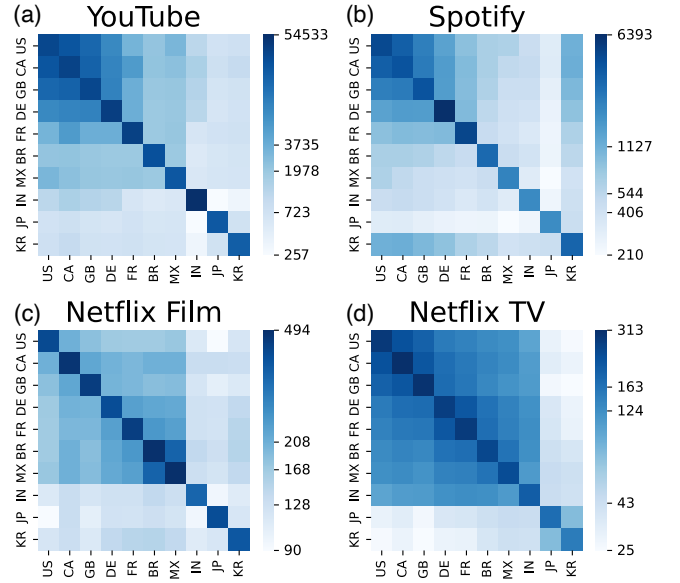 (a) YouTube
US
CA
GB
DE
FR
BR
MX
IN
JP
KR
US CA GB DE FR BR MX IN JP KR
54533
3735
1978
723
257
(b) Spotify
US
CA
GB
DE
FR
BR
MX
IN
JP
KR
US CA GB DE FR BR MX IN JP KR
6393
1127
544
406
210
(c) Netflix Film
US
CA
GB
DE
FR
BR
MX
IN
JP
KR
US CA GB DE FR BR MX IN JP KR
494
208
168
128
90
(d) Netflix TV
US
CA
GB
DE
FR
BR
MX
IN
JP
KR
US CA GB DE FR BR MX IN JP KR
313
163
124
43
25